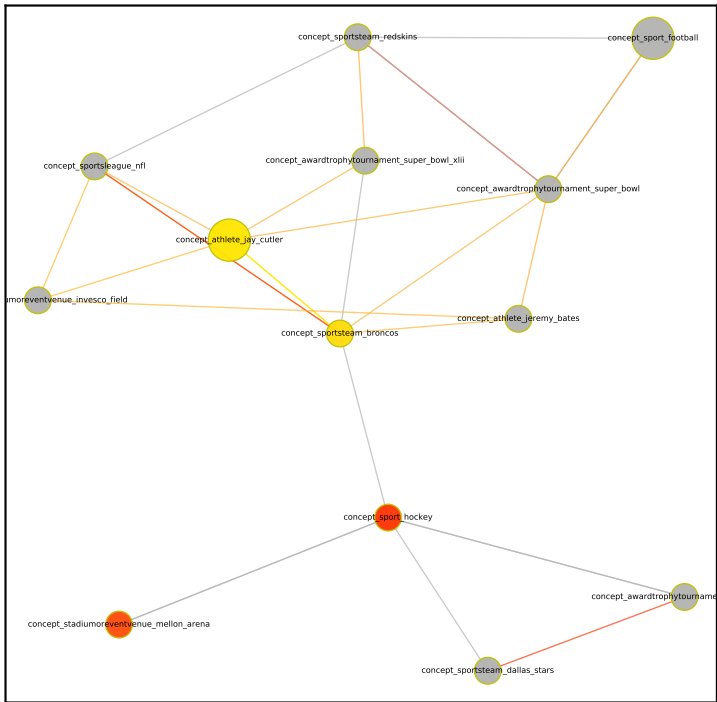 concept_sportsteam_redskins
concept_sport_football
concept_awardtrophytournament_super_bowl_xlii
concept_sportsleague_nfl
concept_awardtrophytournament_super_bowl
concept_athlete_jay_cutler
umoreventvenue_invesco_field
concept_athlete_jeremy_bates
concept_sportsteam_broncos
concept_sport_hockey
concept_awardtrophytourname
concept_stadiumoreventvenue_mellon_arena
concept_sportsteam_dallas_stars